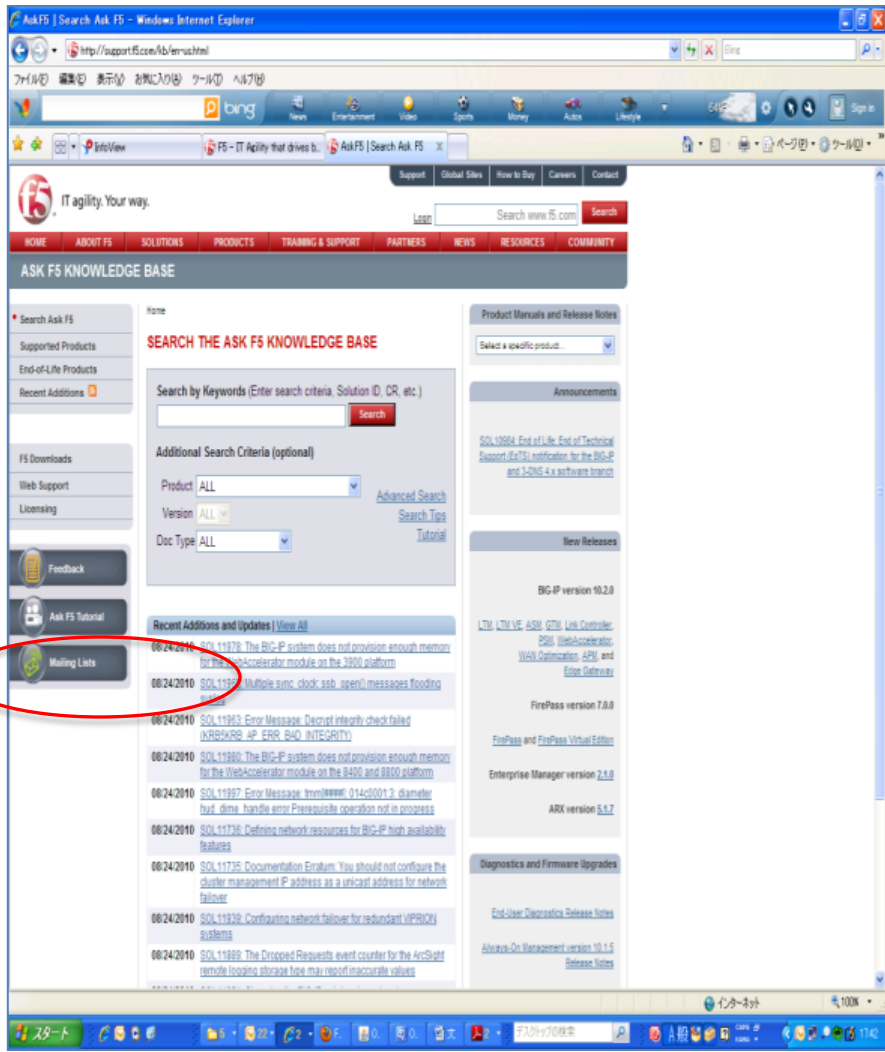 AskF5 | Search Ask F5 - Windows Internet Explorer
http://support.f5.com/kb/en-us.html
Bing
ファイル(F) 編集(E) 表示(V) お気に入り(A) ツール(T) ヘルプ(H)
bing News Entertainment Video Sports Money Autos Lifestyle Sign in
InfoView F5 - IT Agility that drives b.. AskF5 | Search Ask F5 X ページ(P) ツール(O)
Support Global Sites How to Buy Careers Contact
f5 IT agility. Your way.
Login Search www.f5.com Search
HOME ABOUT F5 SOLUTIONS PRODUCTS TRAINING & SUPPORT PARTNERS NEWS RESOURCES COMMUNITY
ASK F5 KNOWLEDGE BASE
Search Ask F5
Supported Products
End-of-Life Products
Recent Additions
F5 Downloads
Web Support
Licensing
Feedback
Ask F5 Tutorial
Mailing Lists
Home
SEARCH THE ASK F5 KNOWLEDGE BASE
Search by Keywords (Enter search criteria, Solution ID, CR, etc.)
Search
Additional Search Criteria (optional)
Product ALL
Version ALL
Doc Type ALL
Advanced Search
Search Tips
Tutorial
Recent Additions and Updates | View All
08/24/2010 SOL11978: The BIG-IP system does not provision enough memory
for the WebAccelerator module on the 3900 platform
08/24/2010 Multiple sync_clock: ssb_open() messages flooding
08/24/2010 SOL11963: Error Message: Decrypt integrity check failed
(KRB5KRB_AP_ERR_BAD_INTEGRITY)
08/24/2010 SOL11980: The BIG-IP system does not provision enough memory
for the WebAccelerator module on the 8400 and 8800 platform
08/24/2010 SOL11997: Error Message: tmm[####]: 014c0001:3: diameter
hud_dime_handle error Prerequisite operation not in progress
08/24/2010 SOL11736: Defining network resources for BIG-IP high availability
features
08/24/2010 SOL11735: Documentation Erratum: You should not configure the
cluster management IP address as a unicast address for network
failover
08/24/2010 SOL11939: Configuring network failover for redundant VIPRION
systems
08/24/2010 SOL11889: The Dropped Requests event counter for the ArcSight
remote logging storage type may report inaccurate values
Product Manuals and Release Notes
Select a specific product...
Announcements
SOL10984: End of Life: End of Technical
Support (EoTS) notification for the BIG-IP
and 3-DNS 4.x software branch
New Releases
BIG-IP version 10.2.0
LTM, LTM VE, ASM, GTM, Link Controller,
PSM, WebAccelerator,
WAN Optimization, APM, and
Edge Gateway
FirePass version 7.0.0
FirePass and FirePass Virtual Edition
Enterprise Manager version 2.1.0
ARX version 5.1.7
Diagnostics and Firmware Upgrades
End-User Diagnostics Release Notes
Always-On Management version 10.1.5
Release Notes
インターネット 100%
スタート デスクトップの検索 A 般 17:42